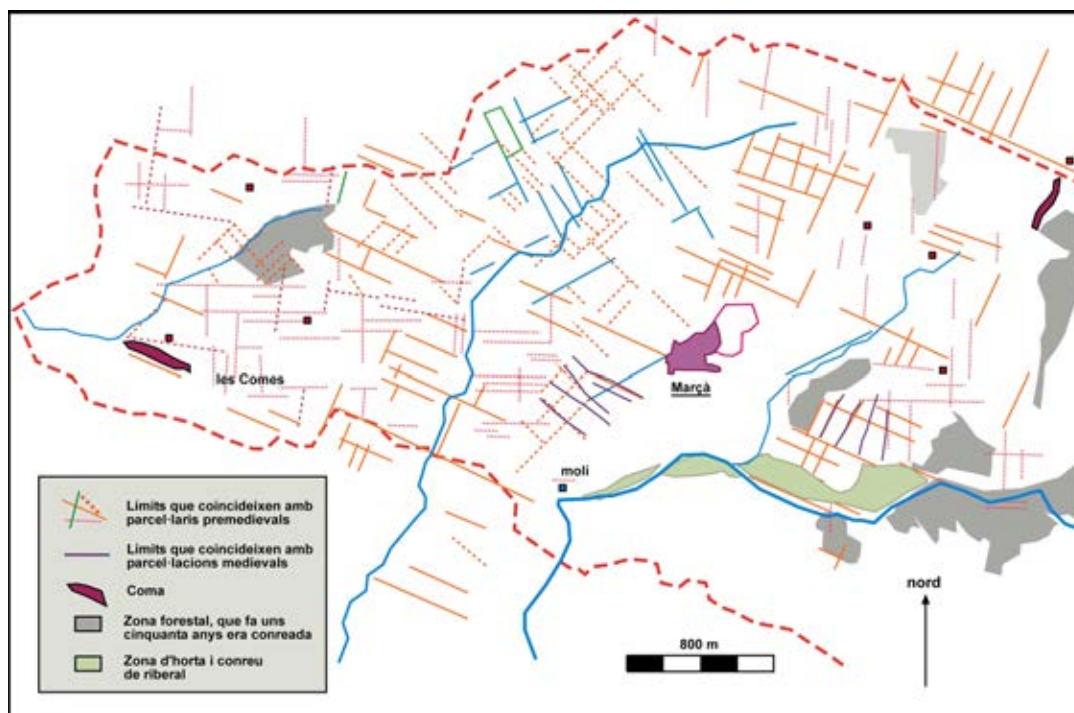 les Comes
Marçà
molí
nord
800 m
Límits que coincideixen amb
parcel·laris premedievals
Límits que coincideixen amb
parcel·lacions medievals
Coma
Zona forestal, que fa uns
cinquanta anys era conreada
Zona d'horta i conreu
de riberal